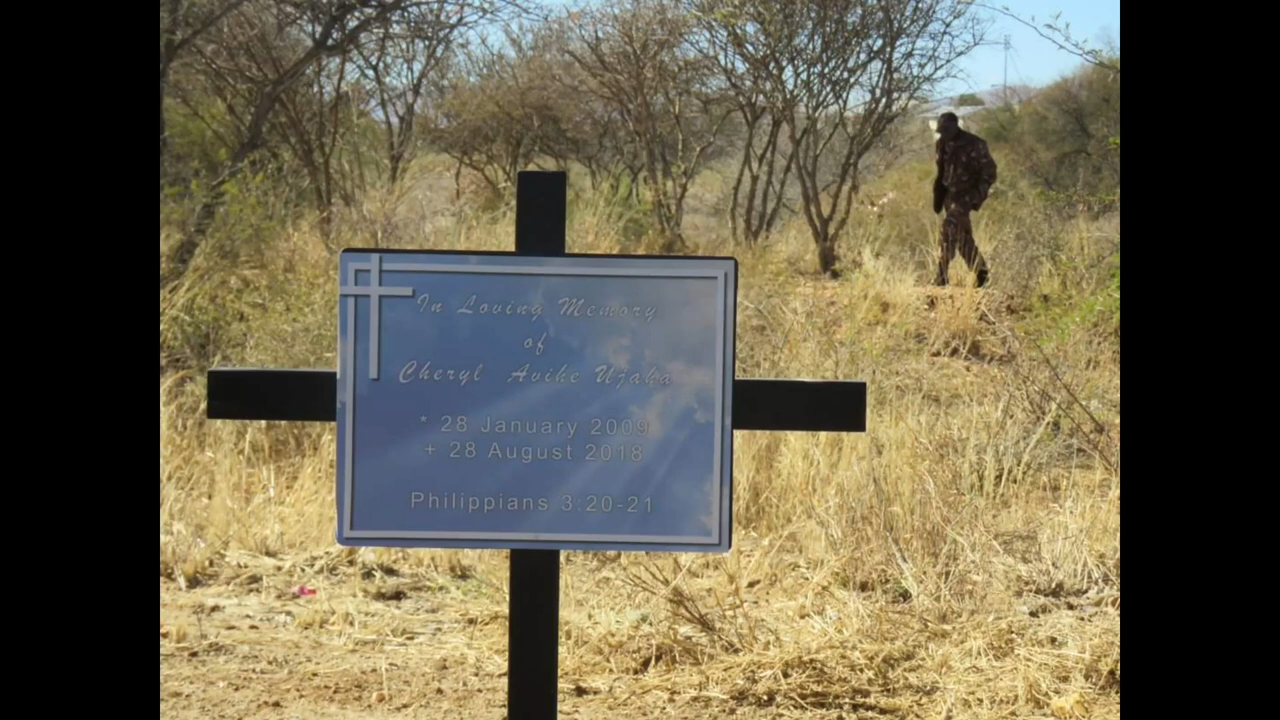 In Loving Memory
of
Cheryl Avihe Ujaha
* 28 January 2009
+ 28 August 2018
Philippians 3:20-21